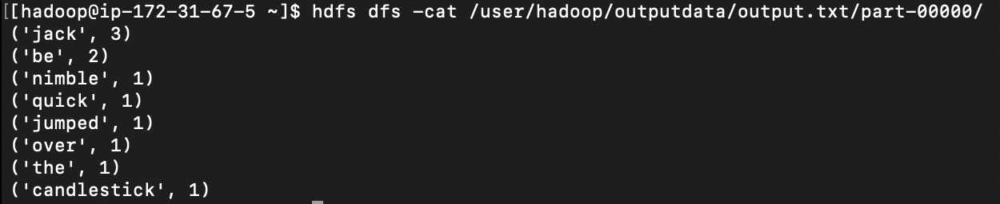 [[hadoop@ip-172-31-67-5 ~]$ hdfs dfs -cat /user/hadoop/outputdata/output.txt/part-00000/
('jack', 3)
('be', 2)
('nimble', 1)
('quick', 1)
('jumped', 1)
('over', 1)
('the', 1)
('candlestick', 1)